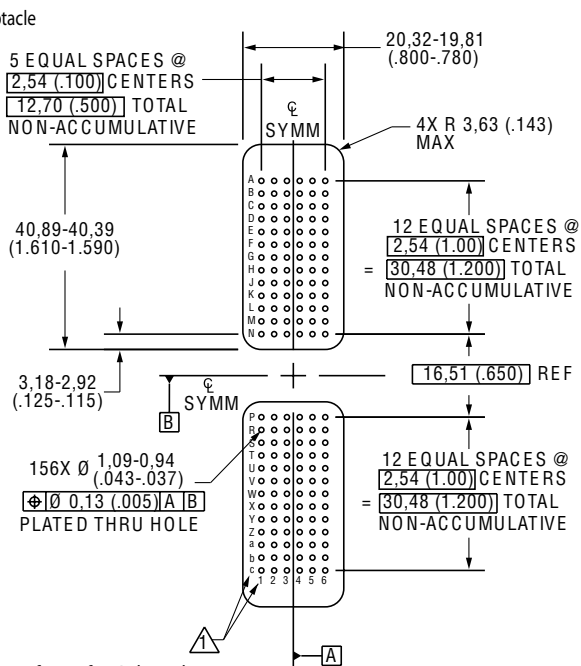 ptacle
5 EQUAL SPACES @
2,54 (.100) CENTERS
12,70 (.500) TOTAL
NON-ACCUMULATIVE
20,32-19,81
(.800-.780)
℄
SYMM
4X R 3,63 (.143)
MAX
40,89-40,39
(1.610-1.590)
A
B
C
D
E
F
G
H
J
K
L
M
N
12 EQUAL SPACES @
2,54 (1.00) CENTERS
= 30,48 (1.200) TOTAL
NON-ACCUMULATIVE
3,18-2,92
(.125-.115)
℄
SYMM
B
16,51 (.650) REF
156X Ø 1,09-0,94
(.043-.037)
⌖ Ø 0,13 (.005) A B
PLATED THRU HOLE
P
R
S
T
U
V
W
X
Y
Z
a
b
c
1 2 3 4 5 6
12 EQUAL SPACES @
2,54 (1.00) CENTERS
= 30,48 (1.200) TOTAL
NON-ACCUMULATIVE
1
A